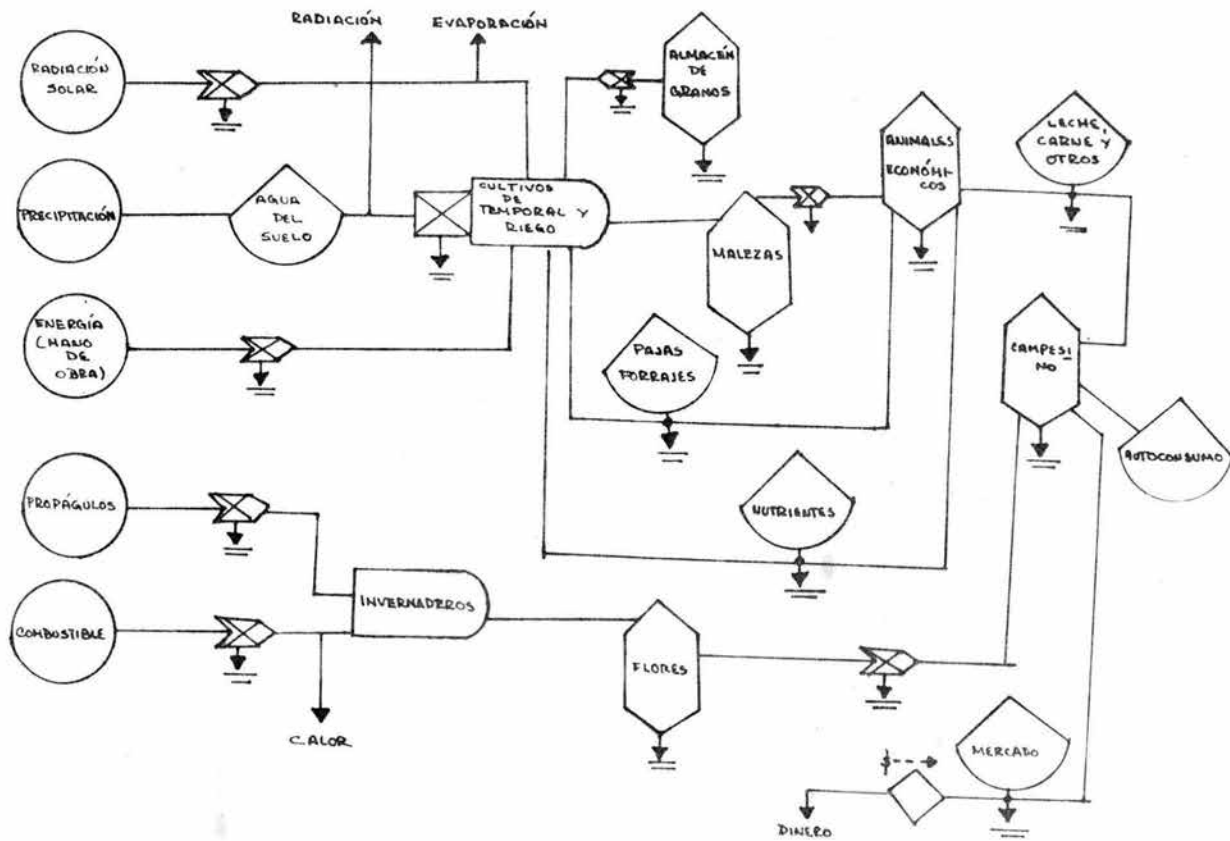 RADIACIÓN
EVAPORACIÓN
RADIACIÓN
SOLAR
ALMACÉN
DE
GRANOS
ANIMALES
ECONÓMI
COS
LECHE,
CARNE Y
OTROS
PRECIPITACIÓN
AGUA
DEL
SUELO
CULTIVOS
DE
TEMPORAL Y
RIEGO
MALEZAS
ENERGÍA
(MANO
DE
OBRA)
PAJAS
FORRAJES
CAMPESI
NO
AUTOCONSUMO
PROPÁGULOS
NUTRIENTES
INVERNADEROS
COMBUSTIBLE
FLORES
CALOR
$
MERCADO
DINERO